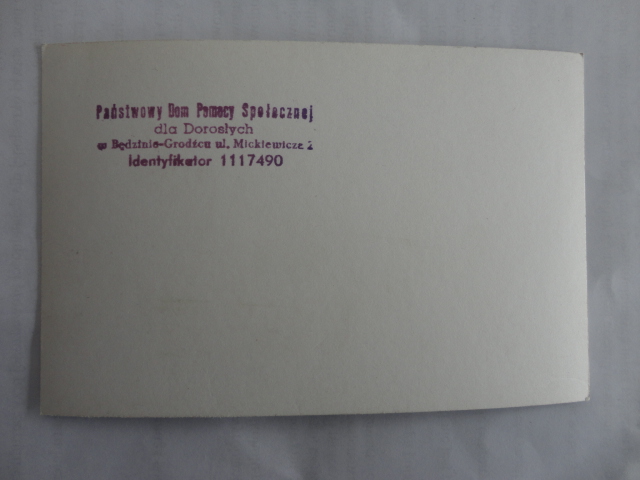 Państwowy Dom Pomocy Społecznej
dla Dorosłych
w Będzinie-Grodźcu ul. Mickiewicza 2
Identyfikator 1117490